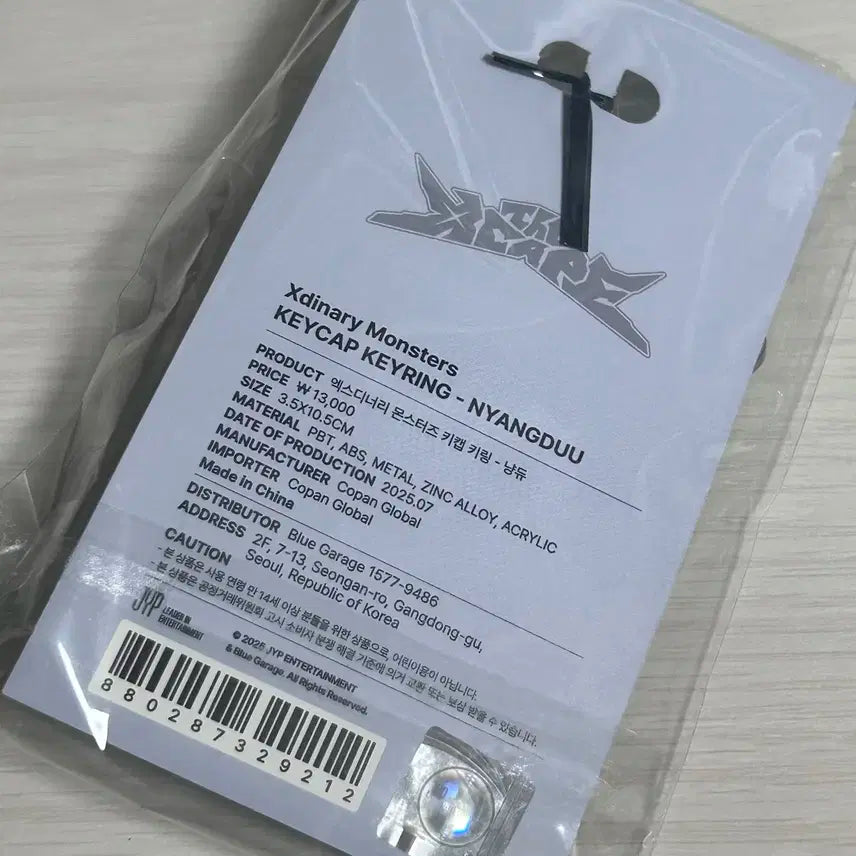 THE
XCAPE
Xdinary Monsters
KEYCAP KEYRING - NYANGDUU
PRODUCT 엑스디너리 몬스터즈 키캡 키링 - 냥듀
PRICE ₩ 13,000
SIZE 3.5X10.5CM
MATERIAL PBT, ABS, METAL, ZINC ALLOY, ACRYLIC
DATE OF PRODUCTION 2025.07
MANUFACTURER Copan Global
IMPORTER Copan Global
Made in China
DISTRIBUTOR Blue Garage 1577-9486
ADDRESS 2F, 7-13, Seongan-ro, Gangdong-gu,
Seoul, Republic of Korea
CAUTION
- 본 상품은 사용 연령 만 14세 이상 분들을 위한 상품으로, 어린이용이 아닙니다.
- 본 상품은 공정거래위원회 고시 소비자 분쟁 해결 기준에 의거 교환 또는 보상 받을 수 있습니다.
JYP LEADER IN
ENTERTAINMENT
© 2025 JYP ENTERTAINMENT
& Blue Garage. All Rights Reserved.
880287329212